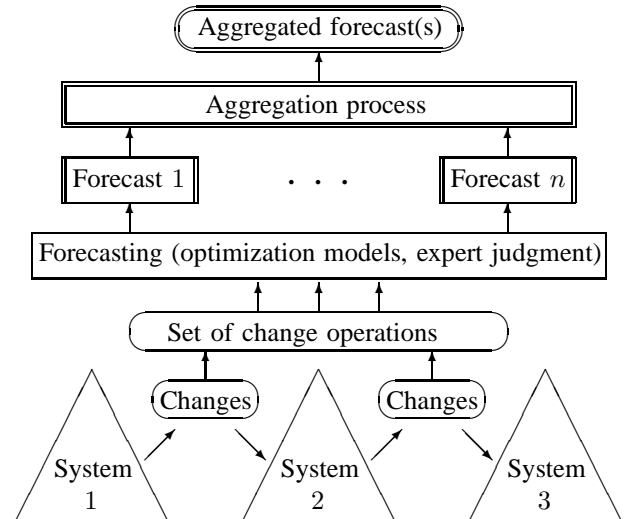 Aggregated forecast(s)
Aggregation process
Forecast 1 . . . Forecast n
Forecasting (optimization models, expert judgment)
Set of change operations
Changes Changes
System System System
1 2 3